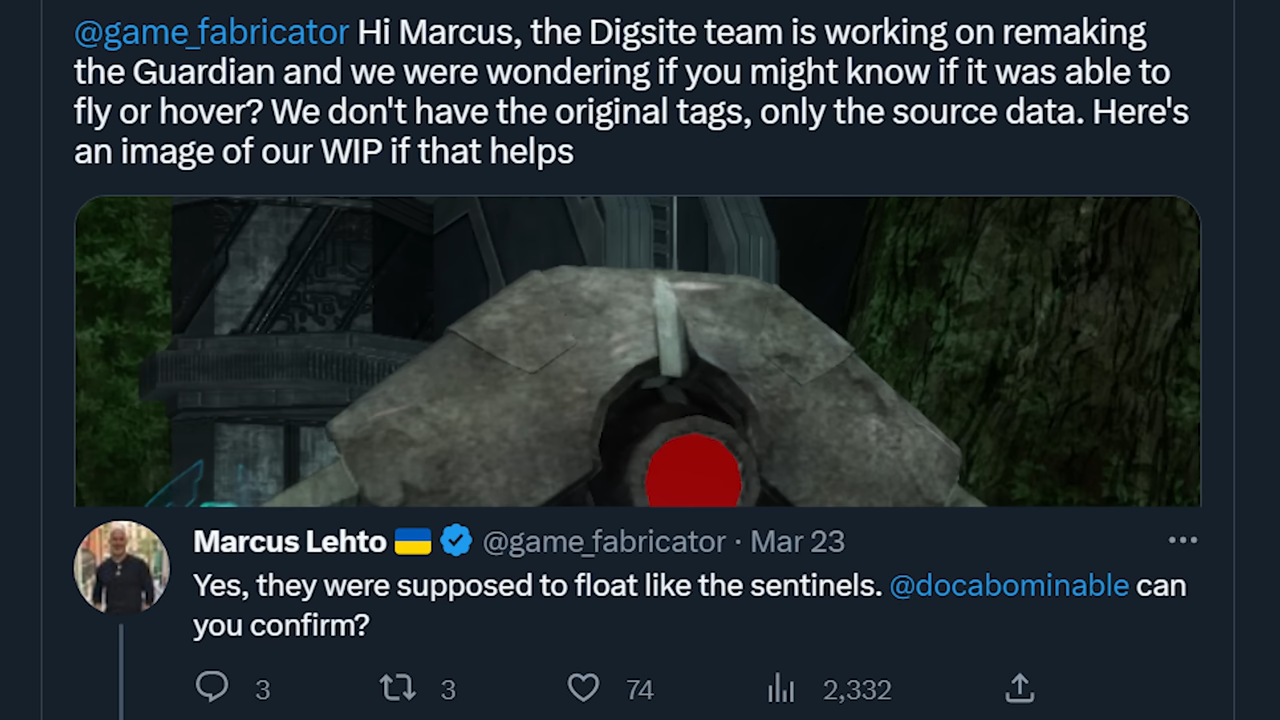 @game_fabricator Hi Marcus, the Digsite team is working on remaking
the Guardian and we were wondering if you might know if it was able to
fly or hover? We don't have the original tags, only the source data. Here's
an image of our WIP if that helps
Marcus Lehto 🇺🇦 @game_fabricator · Mar 23
Yes, they were supposed to float like the sentinels. @docabominable can
you confirm?
3 3 74 2,332